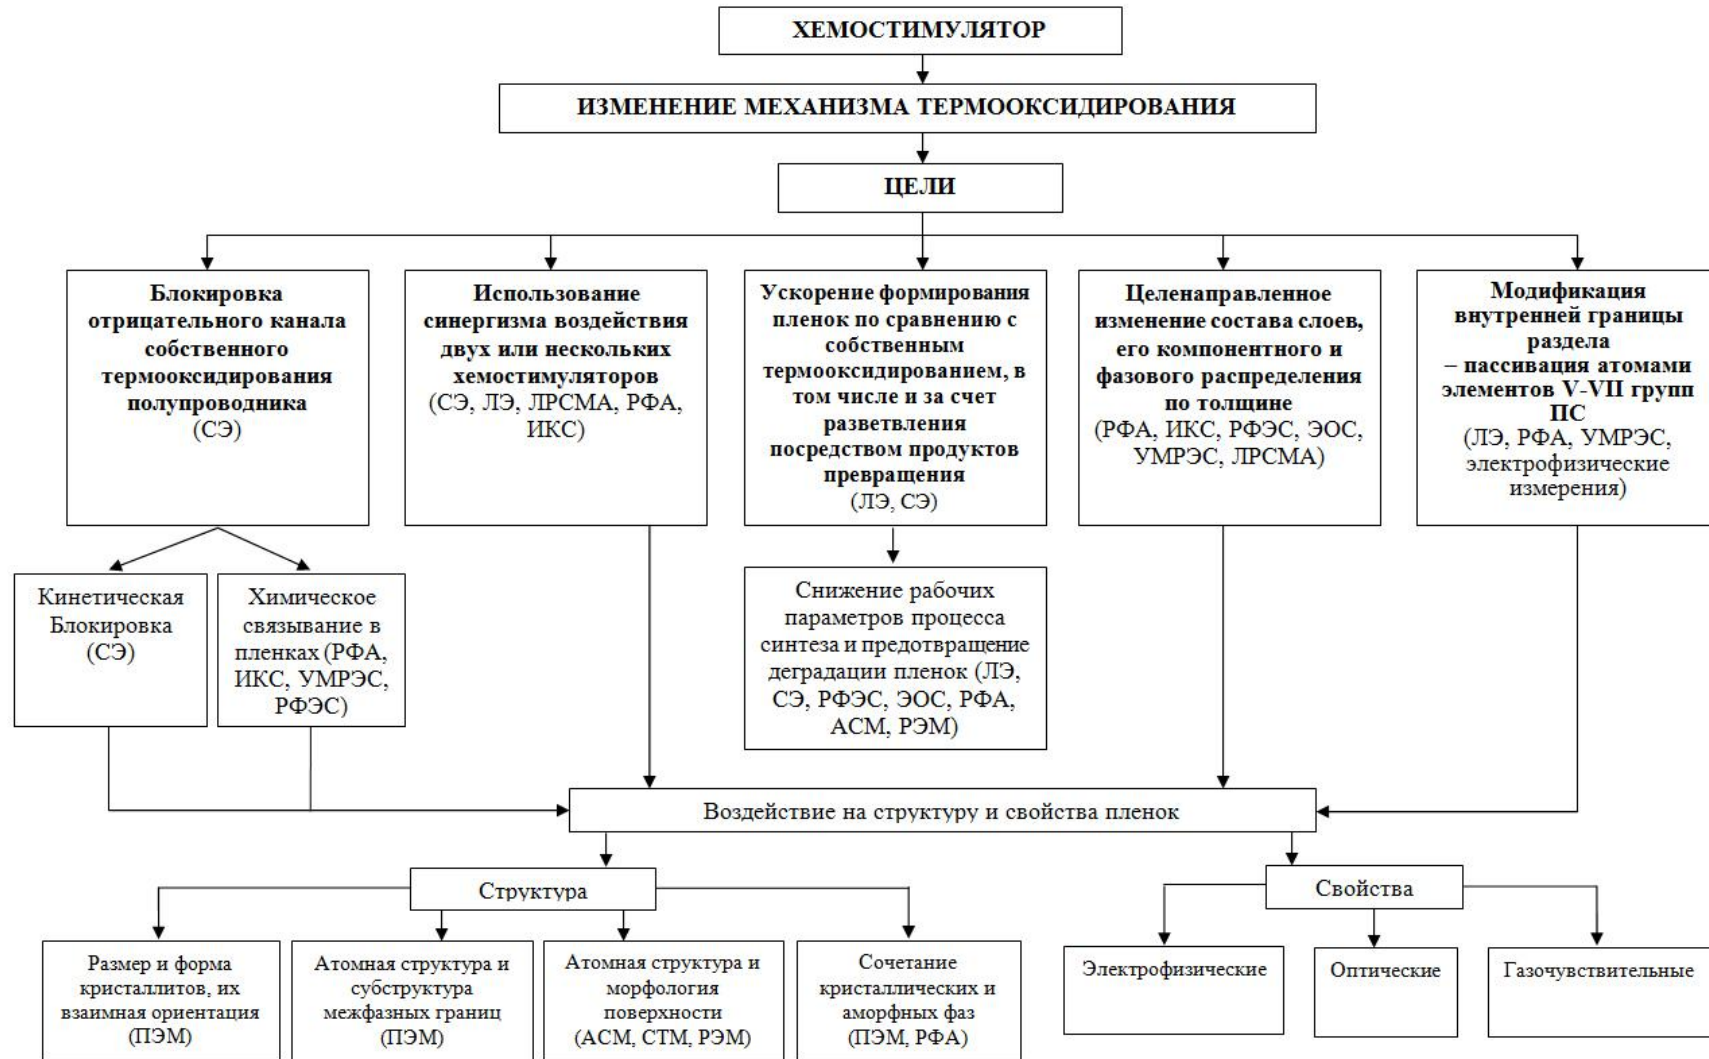 ХЕМОСТИМУЛЯТОР
ИЗМЕНЕНИЕ МЕХАНИЗМА ТЕРМООКСИДИРОВАНИЯ
ЦЕЛИ
Блокировка
отрицательного канала
собственного
термооксидирования
полупроводника
(СЭ)
Использование
синергизма воздействия
двух или нескольких
хемостимуляторов
(СЭ, ЛЭ, ЛРСМА, РФА,
ИКС)
Ускорение формирования
пленок по сравнению с
собственным
термооксидированием, в
том числе и за счет
разветвления
посредством продуктов
превращения
(ЛЭ, СЭ)
Целенаправленное
изменение состава слоев,
его компонентного и
фазового распределения
по толщине
(РФА, ИКС, РФЭС, ЭОС,
УМРЭС, ЛРСМА)
Модификация
внутренней границы
раздела
– пассивация атомами
элементов V-VII групп
ПС
(ЛЭ, РФА, УМРЭС,
электрофизические
измерения)
Кинетическая
Блокировка
(СЭ)
Химическое
связывание в
пленках (РФА,
ИКС, УМРЭС,
РФЭС)
Снижение рабочих
параметров процесса
синтеза и предотвращение
деградации пленок (ЛЭ,
СЭ, РФЭС, ЭОС, РФА,
АСМ, РЭМ)
Воздействие на структуру и свойства пленок
Структура
Свойства
Размер и форма
кристаллитов, их
взаимная ориентация
(ПЭМ)
Атомная структура и
субструктура
межфазных границ
(ПЭМ)
Атомная структура и
морфология
поверхности
(АСМ, СТМ, РЭМ)
Сочетание
кристаллических и
аморфных фаз
(ПЭМ, РФА)
Электрофизические
Оптические
Газочувствительные